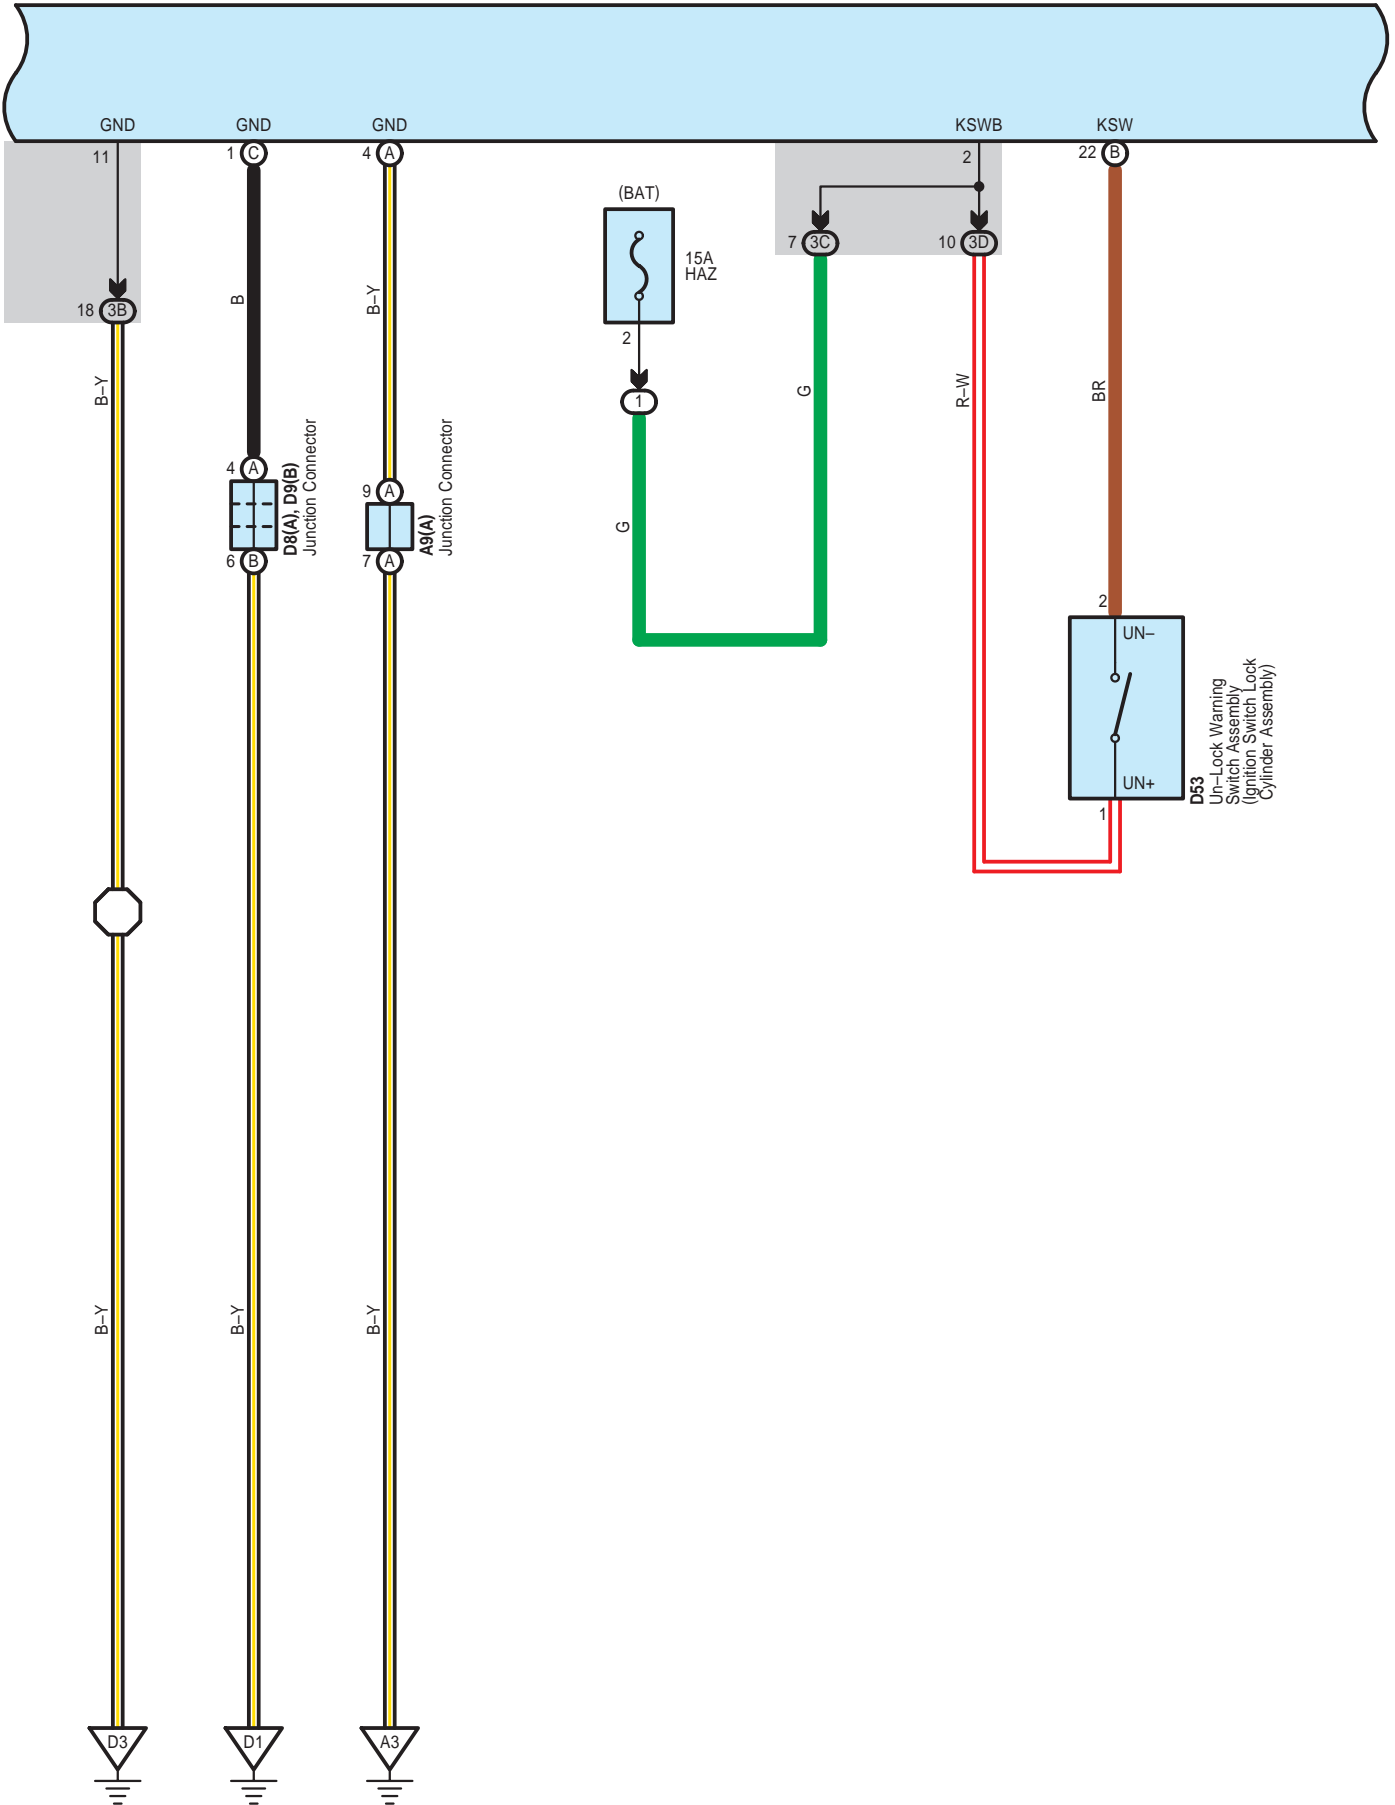 GND
GND
GND
KSWB
KSW
11
1 C
4 A
2
22 B
(BAT)
15A
HAZ
7 3C
10 3D
18 3B
B
B–Y
2
1
B–Y
G
R–W
BR
4 A
D8(A), D9(B)
Junction Connector
6 B
9 A
A9(A)
Junction Connector
7 A
G
2
UN–
UN+
1
D53
Un–Lock Warning
Switch Assembly
(Ignition Switch Lock
Cylinder Assembly)
B–Y
B–Y
B–Y
D3
D1
A3